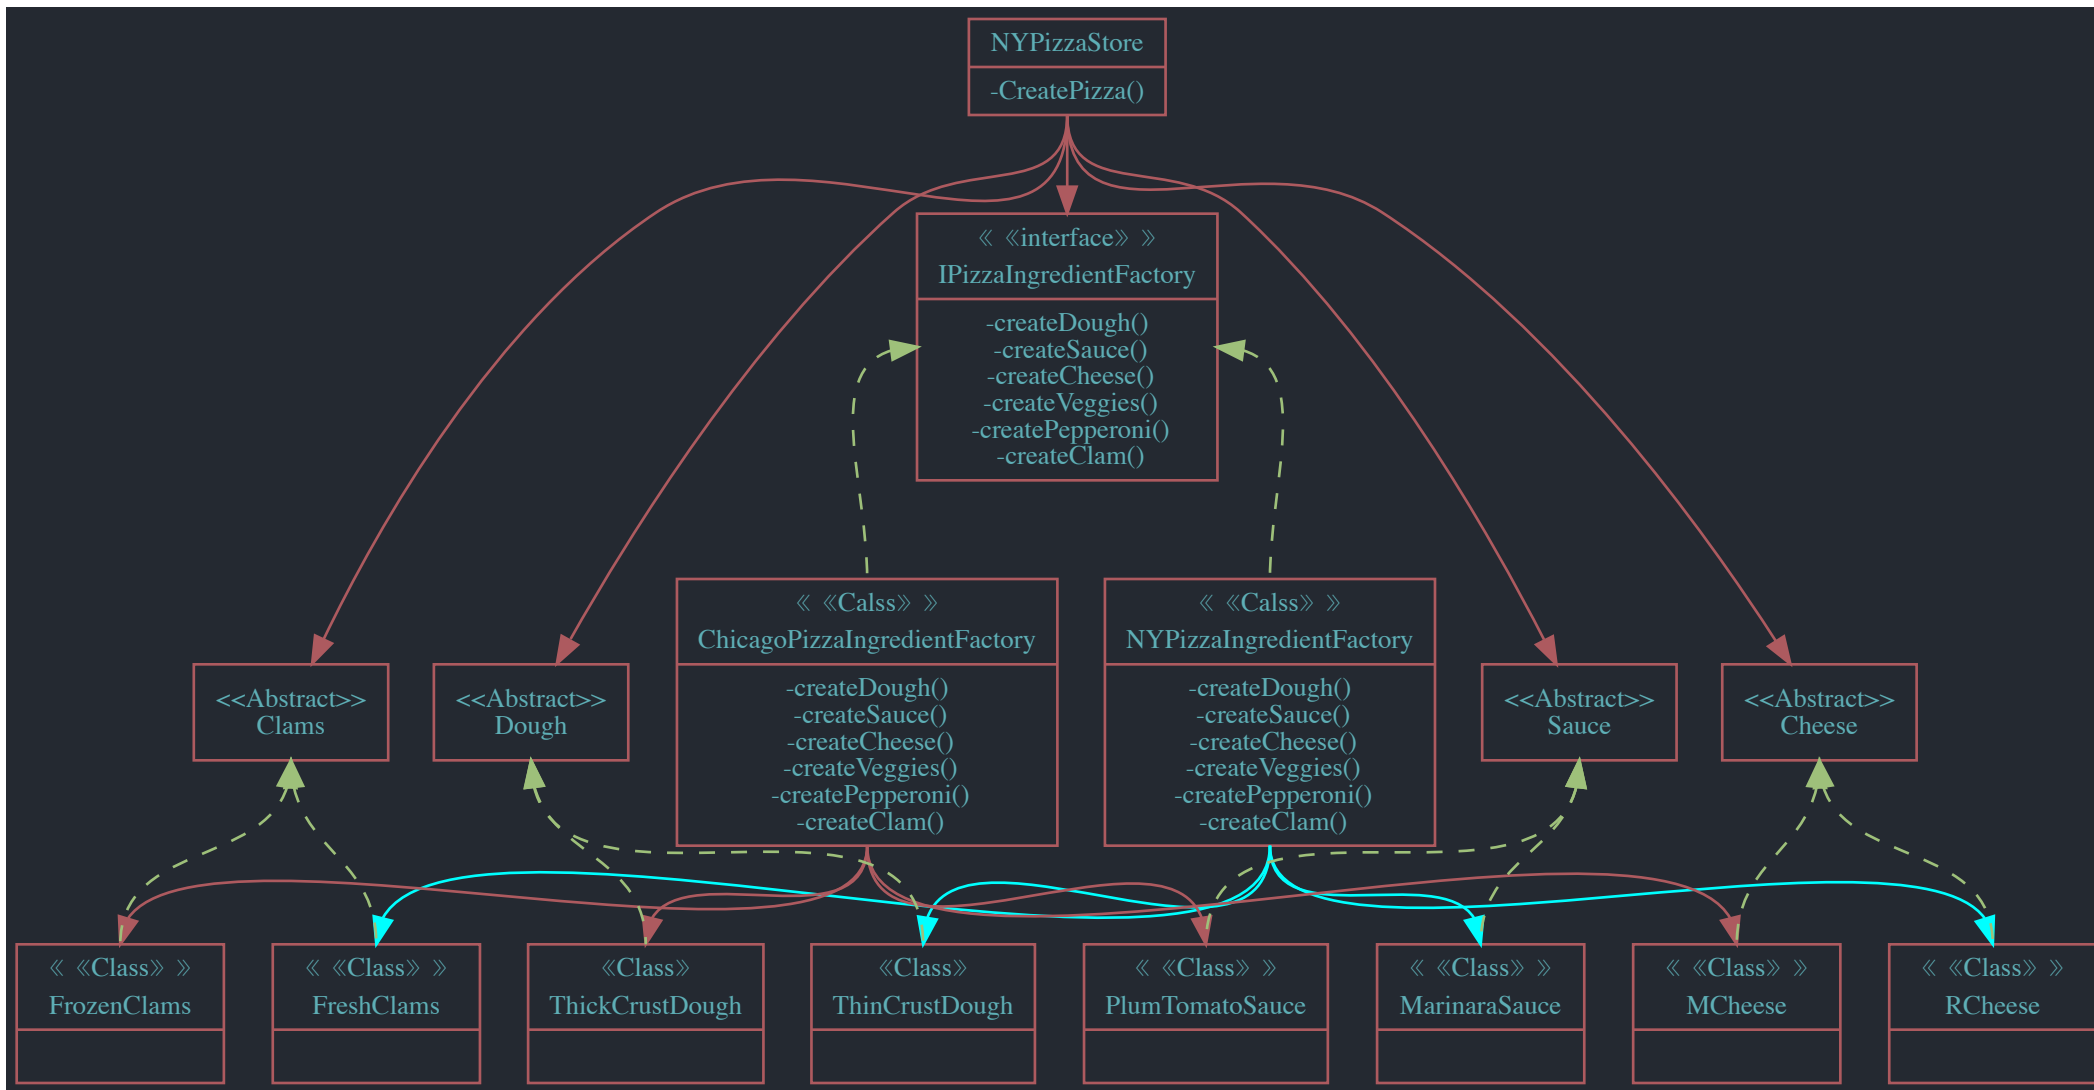 NYPizzaStore
-CreatePizza()
《 《interface》 》
IPizzaIngredientFactory
-createDough()
-createSauce()
-createCheese()
-createVeggies()
-createPepperoni()
-createClam()
《 《Calss》 》
ChicagoPizzaIngredientFactory
-createDough()
-createSauce()
-createCheese()
-createVeggies()
-createPepperoni()
-createClam()
《 《Calss》 》
NYPizzaIngredientFactory
-createDough()
-createSauce()
-createCheese()
-createVeggies()
-createPepperoni()
-createClam()
<<Abstract>>
Clams
<<Abstract>>
Dough
<<Abstract>>
Sauce
<<Abstract>>
Cheese
《 《Class》 》
FrozenClams
《 《Class》 》
FreshClams
《Class》
ThickCrustDough
《Class》
ThinCrustDough
《 《Class》 》
PlumTomatoSauce
《 《Class》 》
MarinaraSauce
《 《Class》 》
MCheese
《 《Class》 》
RCheese